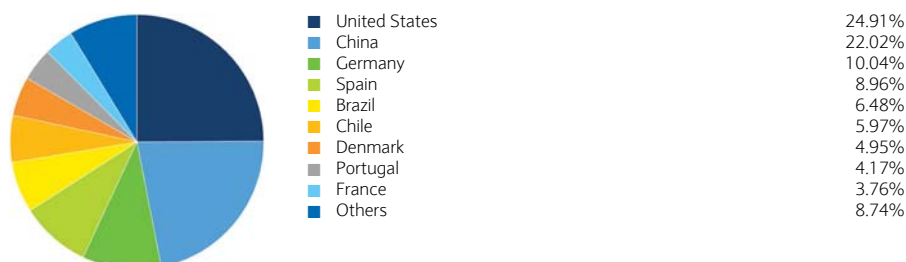 United States 24.91%
China 22.02%
Germany 10.04%
Spain 8.96%
Brazil 6.48%
Chile 5.97%
Denmark 4.95%
Portugal 4.17%
France 3.76%
Others 8.74%